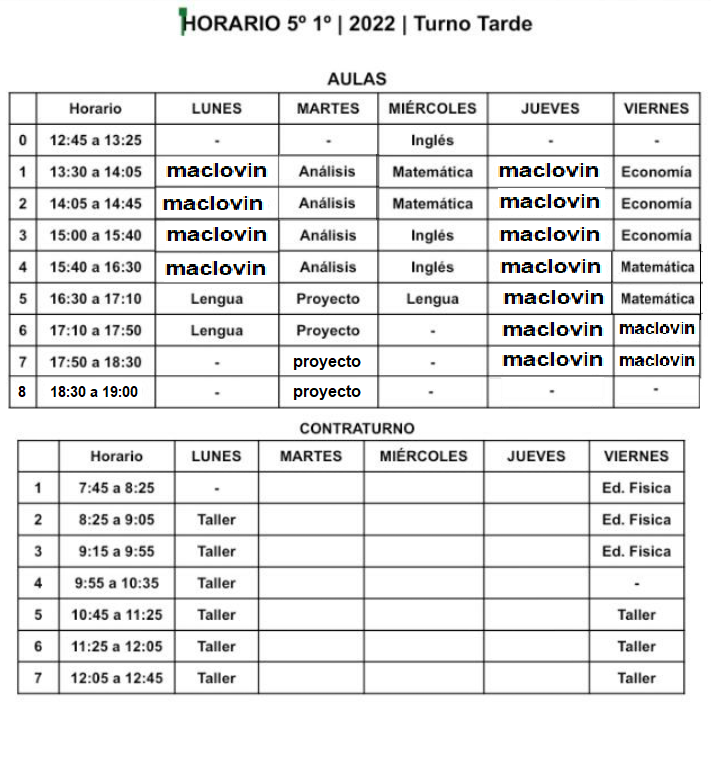 HORARIO 5º 1º | 2022 | Turno Tarde
AULAS
Horario LUNES MARTES MIÉRCOLES JUEVES VIERNES
0 12:45 a 13:25 - - Inglés - -
1 13:30 a 14:05 maclovin Análisis Matemática maclovin Economía
2 14:05 a 14:45 maclovin Análisis Matemática maclovin Economía
3 15:00 a 15:40 maclovin Análisis Inglés maclovin Economía
4 15:40 a 16:30 maclovin Análisis Inglés maclovin Matemática
5 16:30 a 17:10 Lengua Proyecto Lengua maclovin Matemática
6 17:10 a 17:50 Lengua Proyecto - maclovin maclovin
7 17:50 a 18:30 - proyecto - maclovin maclovin
8 18:30 a 19:00 - proyecto - - -
CONTRATURNO
Horario LUNES MARTES MIÉRCOLES JUEVES VIERNES
1 7:45 a 8:25 - Ed. Fisica
2 8:25 a 9:05 Taller Ed. Fisica
3 9:15 a 9:55 Taller Ed. Fisica
4 9:55 a 10:35 Taller -
5 10:45 a 11:25 Taller Taller
6 11:25 a 12:05 Taller Taller
7 12:05 a 12:45 Taller Taller